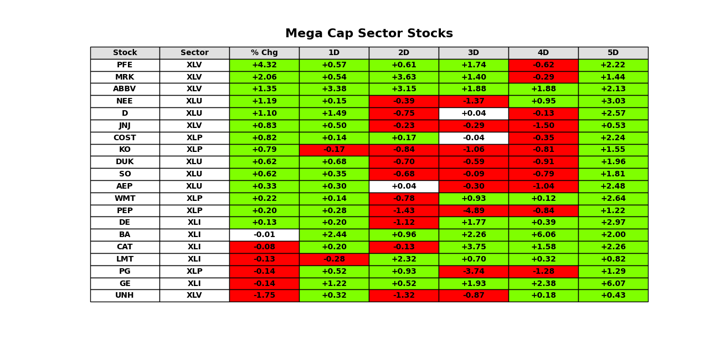 Mega Cap Sector Stocks
Stock Sector % Chg 1D 2D 3D 4D 5D
PFE XLV +4.32 +0.57 +0.61 +1.74 -0.62 +2.22
MRK XLV +2.06 +0.54 +3.63 +1.40 -0.29 +1.44
ABBV XLV +1.35 +3.38 +3.15 +1.88 +1.88 +2.13
NEE XLU +1.19 +0.15 -0.39 -1.37 +0.95 +3.03
D XLU +1.10 +1.49 -0.75 +0.04 -0.13 +2.57
JNJ XLV +0.83 +0.50 -0.23 -0.29 -1.50 +0.53
COST XLP +0.82 +0.14 +0.17 -0.04 -0.35 +2.24
KO XLP +0.79 -0.17 -0.84 -1.06 -0.81 +1.55
DUK XLU +0.62 +0.68 -0.70 -0.59 -0.91 +1.96
SO XLU +0.62 +0.35 -0.68 -0.09 -0.79 +1.81
AEP XLU +0.33 +0.30 +0.04 -0.30 -1.04 +2.48
WMT XLP +0.22 +0.14 -0.78 +0.93 +0.12 +2.64
PEP XLP +0.20 +0.28 -1.43 -4.89 -0.84 +1.22
DE XLI +0.13 +0.20 -1.12 +1.77 +0.39 +2.97
BA XLI -0.01 +2.44 +0.96 +2.26 +6.06 +2.00
CAT XLI -0.08 +0.20 -0.13 +3.75 +1.58 +2.26
LMT XLI -0.13 -0.28 +2.32 +0.70 +0.32 +0.82
PG XLP -0.14 +0.52 +0.93 -3.74 -1.28 +1.29
GE XLI -0.14 +1.22 +0.52 +1.93 +2.38 +6.07
UNH XLV -1.75 +0.32 -1.32 -0.87 +0.18 +0.43